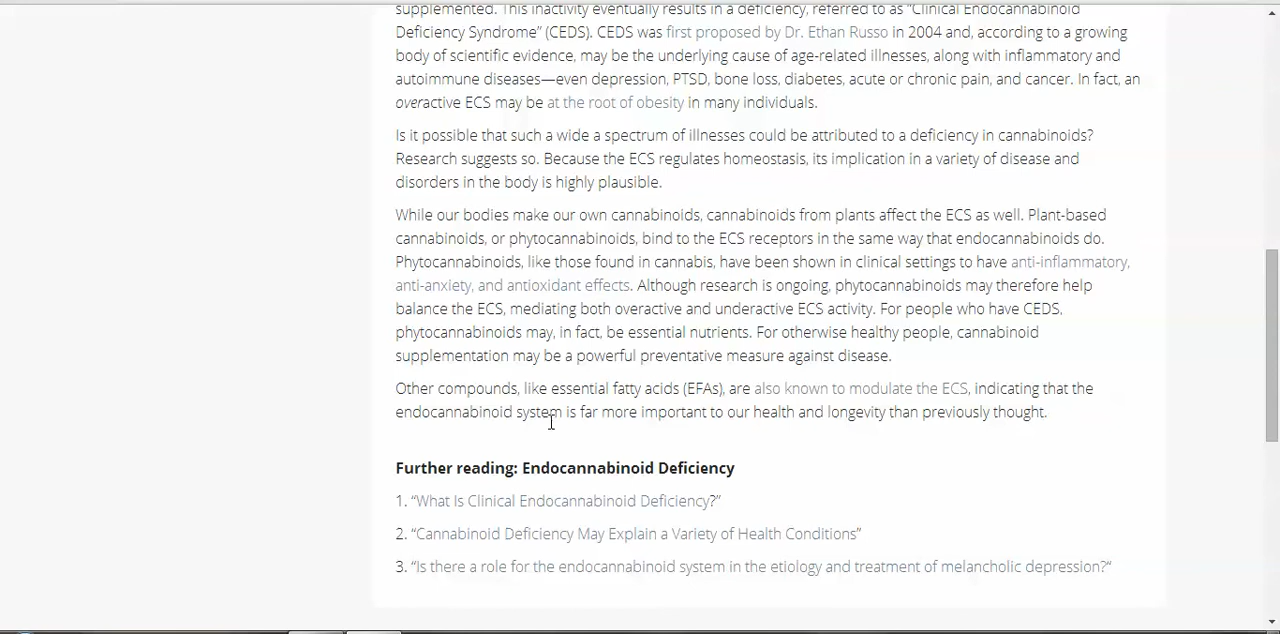 supplemented. This inactivity eventually results in a deficiency, referred to as "Clinical Endocannabinoid
Deficiency Syndrome" (CEDS). CEDS was first proposed by Dr. Ethan Russo in 2004 and, according to a growing
body of scientific evidence, may be the underlying cause of age-related illnesses, along with inflammatory and
autoimmune diseases—even depression, PTSD, bone loss, diabetes, acute or chronic pain, and cancer. In fact, an
overactive ECS may be at the root of obesity in many individuals.
Is it possible that such a wide a spectrum of illnesses could be attributed to a deficiency in cannabinoids?
Research suggests so. Because the ECS regulates homeostasis, its implication in a variety of disease and
disorders in the body is highly plausible.
While our bodies make our own cannabinoids, cannabinoids from plants affect the ECS as well. Plant-based
cannabinoids, or phytocannabinoids, bind to the ECS receptors in the same way that endocannabinoids do.
Phytocannabinoids, like those found in cannabis, have been shown in clinical settings to have anti-inflammatory,
anti-anxiety, and antioxidant effects. Although research is ongoing, phytocannabinoids may therefore help
balance the ECS, mediating both overactive and underactive ECS activity. For people who have CEDS,
phytocannabinoids may, in fact, be essential nutrients. For otherwise healthy people, cannabinoid
supplementation may be a powerful preventative measure against disease.
Other compounds, like essential fatty acids (EFAs), are also known to modulate the ECS, indicating that the
endocannabinoid system is far more important to our health and longevity than previously thought.
Further reading: Endocannabinoid Deficiency
1. "What Is Clinical Endocannabinoid Deficiency?"
2. "Cannabinoid Deficiency May Explain a Variety of Health Conditions"
3. "Is there a role for the endocannabinoid system in the etiology and treatment of melancholic depression?"